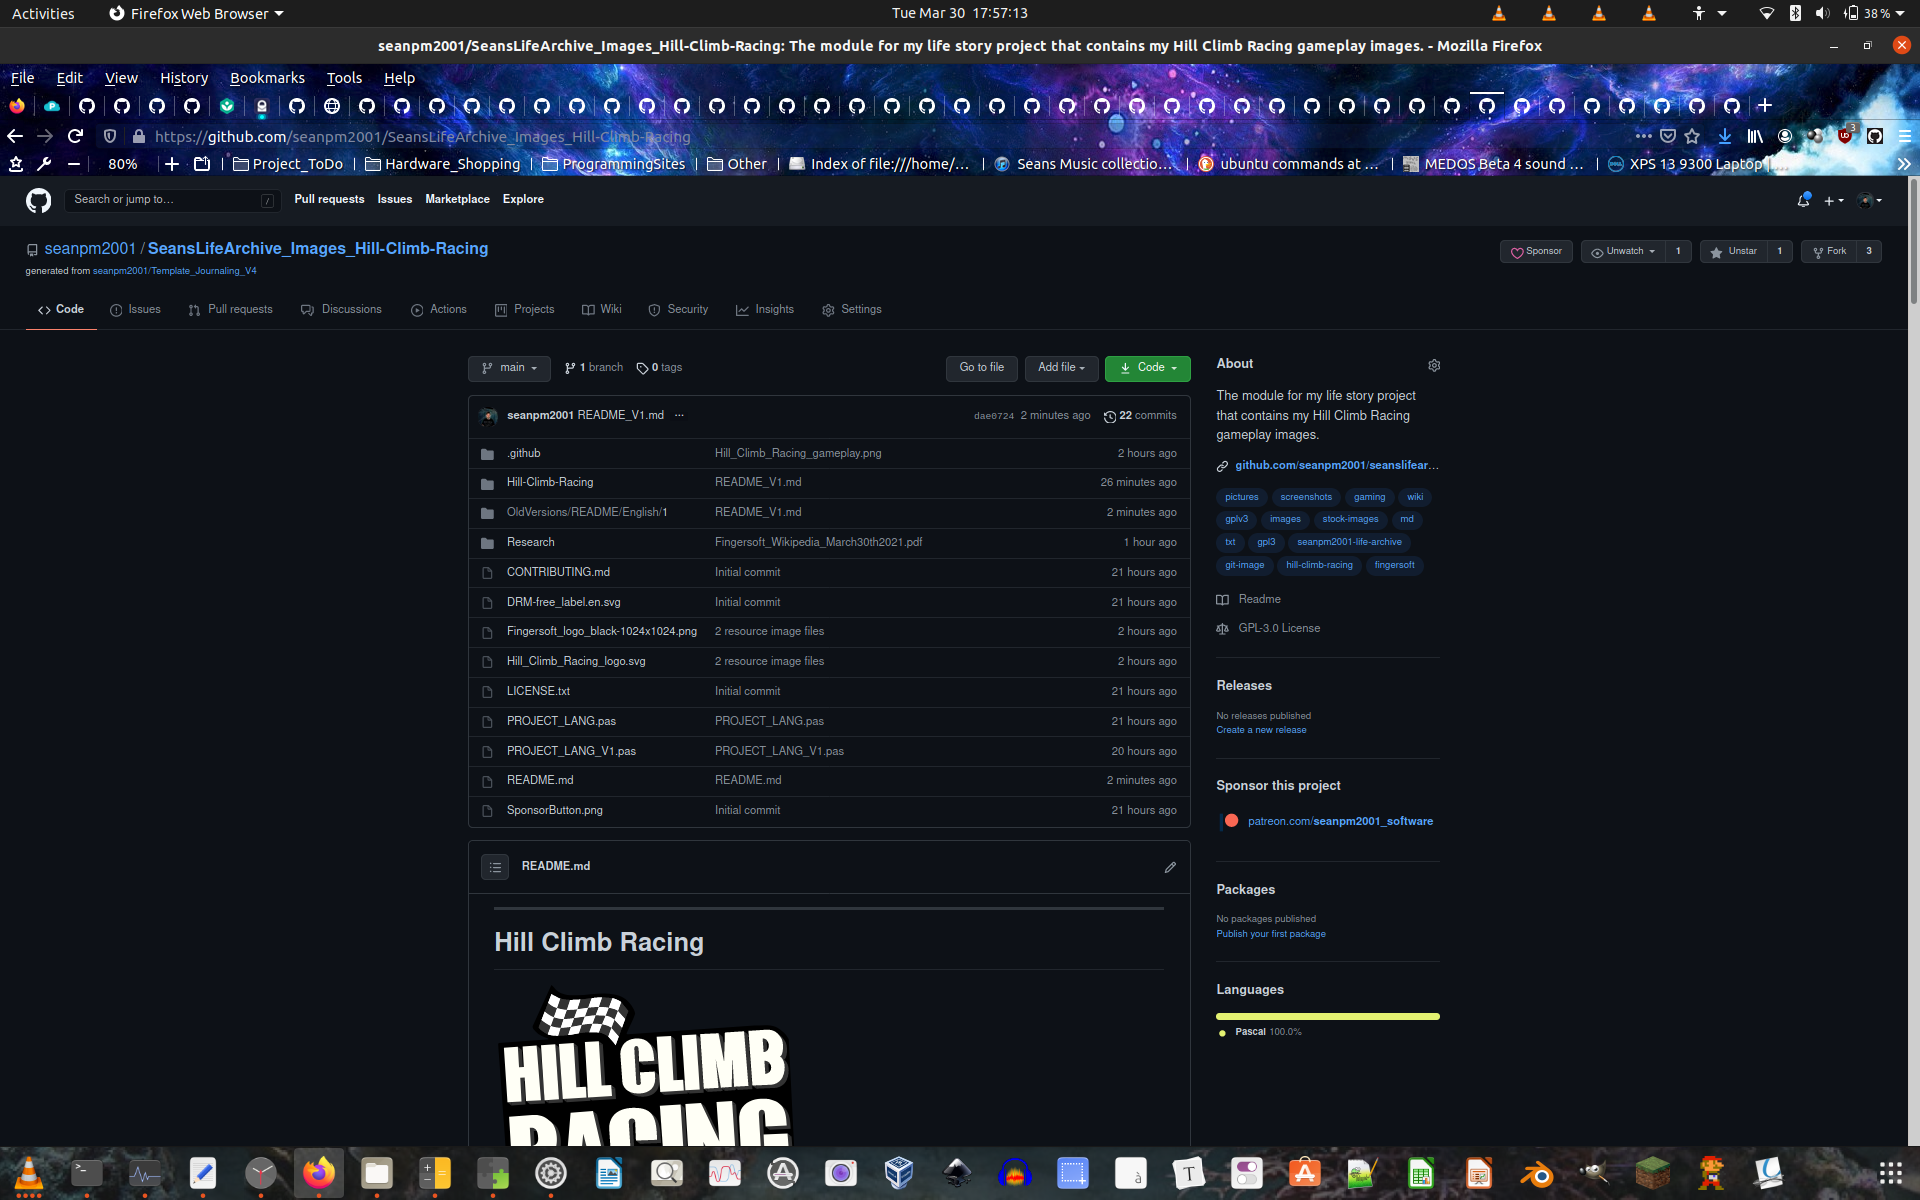 Activities
Firefox Web Browser
Tue Mar 30 17:57:13
38 %
seanpm2001/SeansLifeArchive_Images_Hill-Climb-Racing: The module for my life story project that contains my Hill Climb Racing gameplay images. - Mozilla Firefox
File Edit View History Bookmarks Tools Help
https://github.com/seanpm2001/SeansLifeArchive_Images_Hill-Climb-Racing
3
80%
Project_ToDo
Hardware_Shopping
ProgrammingSites
Other
Index of file:///home/...
Seans Music collectio...
ubuntu commands at ...
MEDOS Beta 4 sound ...
XPS 13 9300 Laptop
Search or jump to...
/
Pull requests Issues Marketplace Explore
seanpm2001 / SeansLifeArchive_Images_Hill-Climb-Racing
generated from seanpm2001/Template_Journaling_V4
Sponsor
Unwatch 1
Unstar 1
Fork 3
Code Issues Pull requests Discussions Actions Projects Wiki Security Insights Settings
main
1 branch
0 tags
Go to file
Add file
Code
seanpm2001 README_V1.md ...
dae0724 2 minutes ago
22 commits
.github Hill_Climb_Racing_gameplay.png 2 hours ago
Hill-Climb-Racing README_V1.md 26 minutes ago
OldVersions/README/English/1 README_V1.md 2 minutes ago
Research Fingersoft_Wikipedia_March30th2021.pdf 1 hour ago
CONTRIBUTING.md Initial commit 21 hours ago
DRM-free_label.en.svg Initial commit 21 hours ago
Fingersoft_logo_black-1024x1024.png 2 resource image files 2 hours ago
Hill_Climb_Racing_logo.svg 2 resource image files 2 hours ago
LICENSE.txt Initial commit 21 hours ago
PROJECT_LANG.pas PROJECT_LANG.pas 21 hours ago
PROJECT_LANG_V1.pas PROJECT_LANG_V1.pas 20 hours ago
README.md README.md 2 minutes ago
SponsorButton.png Initial commit 21 hours ago
README.md
Hill Climb Racing
HILL CLIMB
RACING
About
The module for my life story project
that contains my Hill Climb Racing
gameplay images.
github.com/seanpm2001/seanslifear...
pictures screenshots gaming wiki
gplv3 images stock-images md
txt gpl3 seanpm2001-life-archive
git-image hill-climb-racing fingersoft
Readme
GPL-3.0 License
Releases
No releases published
Create a new release
Sponsor this project
patreon.com/seanpm2001_software
Packages
No packages published
Publish your first package
Languages
Pascal 100.0%